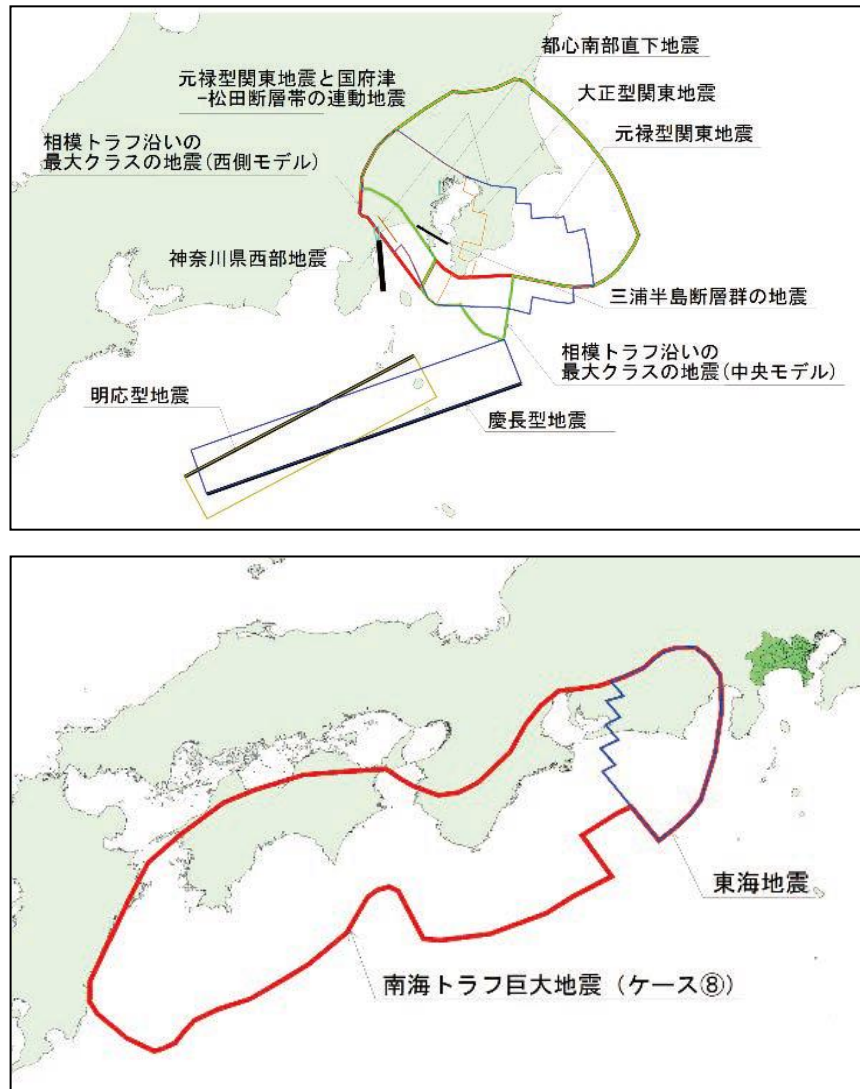 都心南部直下地震
元禄型関東地震と国府津
－松田断層帯の連動地震
大正型関東地震
元禄型関東地震
相模トラフ沿いの
最大クラスの地震(西側モデル)
神奈川県西部地震
三浦半島断層群の地震
相模トラフ沿いの
最大クラスの地震(中央モデル)
明応型地震
慶長型地震
東海地震
南海トラフ巨大地震（ケース⑧）